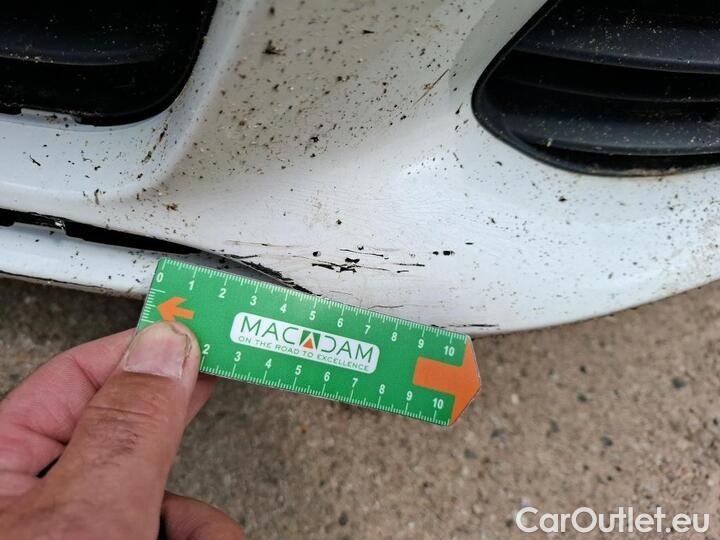 0 1 2 3 4 5 6 7 8 9 10
MACADAM
ON THE ROAD TO EXCELLENCE
2 3 4 5 6 7 8 9 10
CarOutlet.eu